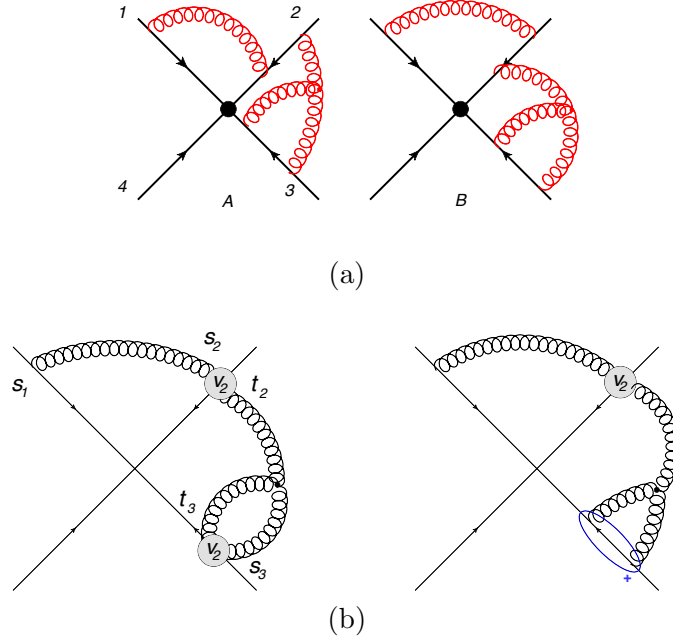 1 2
4 A 3 B
(a)
s₂
s₁ V₂ t₂ V₂
t₃
V₂
s₃ +
(b)